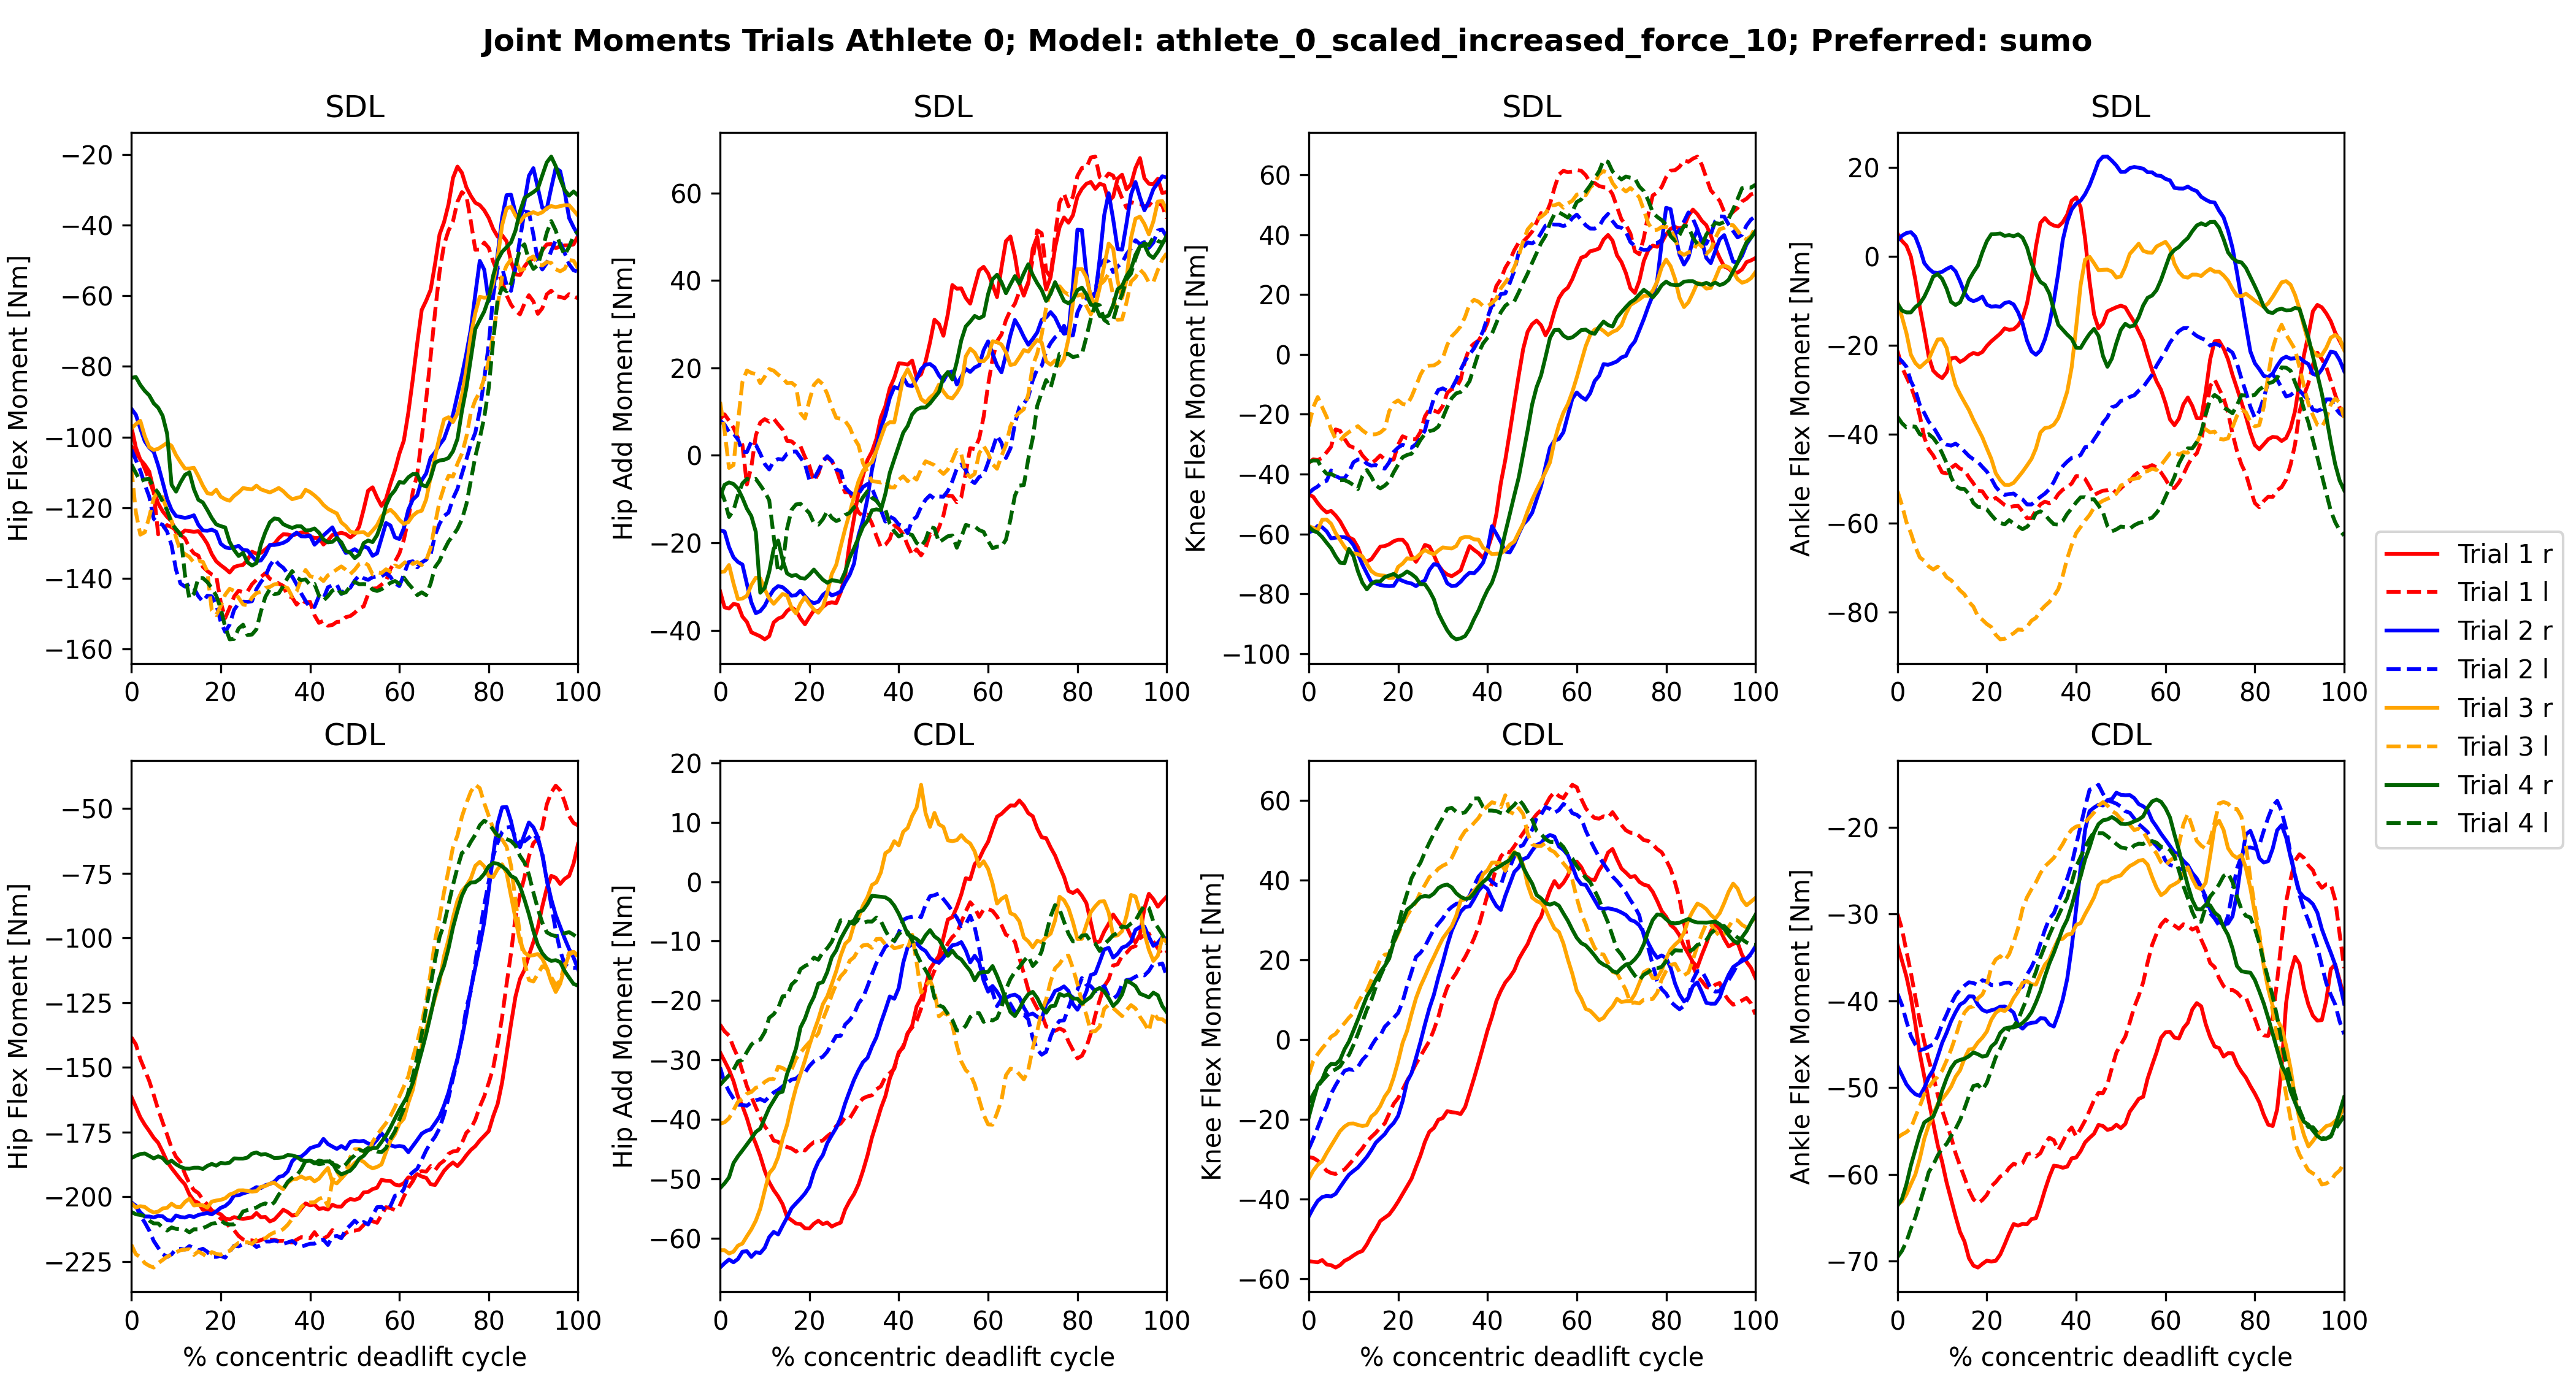 Joint Moments Trials Athlete 0; Model: athlete_0_scaled_increased_force_10; Preferred: sumo
SDL
SDL
SDL
SDL
Hip Flex Moment [Nm]
−20
−40
−60
−80
−100
−120
−140
−160
0 20 40 60 80 100
Hip Add Moment [Nm]
60
40
20
0
−20
−40
0 20 40 60 80 100
Knee Flex Moment [Nm]
60
40
20
0
−20
−40
−60
−80
−100
0 20 40 60 80 100
Ankle Flex Moment [Nm]
20
0
−20
−40
−60
−80
0 20 40 60 80 100
Trial 1 r
Trial 1 l
Trial 2 r
Trial 2 l
Trial 3 r
Trial 3 l
Trial 4 r
Trial 4 l
CDL
CDL
CDL
CDL
Hip Flex Moment [Nm]
−50
−75
−100
−125
−150
−175
−200
−225
0 20 40 60 80 100
% concentric deadlift cycle
Hip Add Moment [Nm]
20
10
0
−10
−20
−30
−40
−50
−60
0 20 40 60 80 100
% concentric deadlift cycle
Knee Flex Moment [Nm]
60
40
20
0
−20
−40
−60
0 20 40 60 80 100
% concentric deadlift cycle
Ankle Flex Moment [Nm]
−20
−30
−40
−50
−60
−70
0 20 40 60 80 100
% concentric deadlift cycle